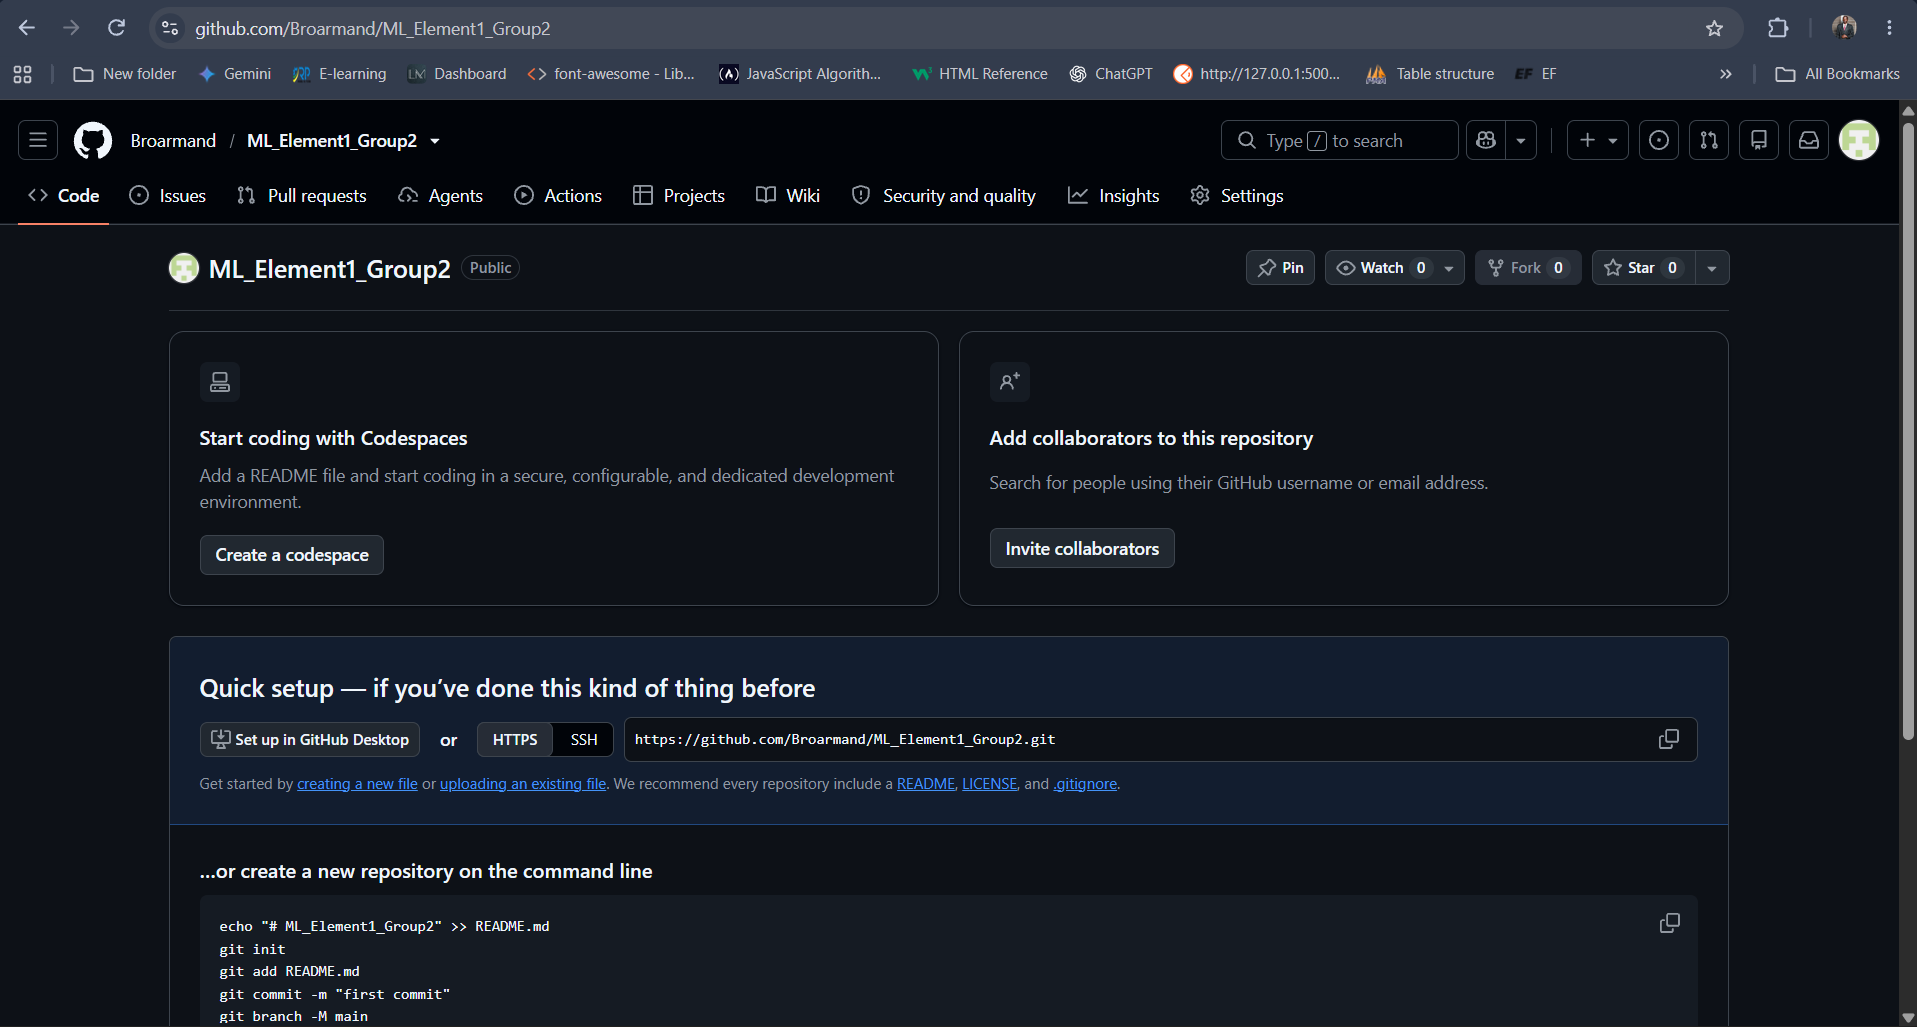 github.com/Broarmand/ML_Element1_Group2
New folder
Gemini
E-learning
LM Dashboard
font-awesome - Lib...
JavaScript Algorith...
HTML Reference
ChatGPT
http://127.0.0.1:500...
Table structure
EF EF
All Bookmarks
Broarmand / ML_Element1_Group2
Type / to search
Code
Issues
Pull requests
Agents
Actions
Projects
Wiki
Security and quality
Insights
Settings
ML_Element1_Group2 Public
Pin
Watch 0
Fork 0
Star 0
Start coding with Codespaces
Add a README file and start coding in a secure, configurable, and dedicated development
environment.
Create a codespace
Add collaborators to this repository
Search for people using their GitHub username or email address.
Invite collaborators
Quick setup — if you’ve done this kind of thing before
Set up in GitHub Desktop or HTTPS SSH https://github.com/Broarmand/ML_Element1_Group2.git
Get started by creating a new file or uploading an existing file. We recommend every repository include a README, LICENSE, and .gitignore.
…or create a new repository on the command line
echo "# ML_Element1_Group2" >> README.md
git init
git add README.md
git commit -m "first commit"
git branch -M main